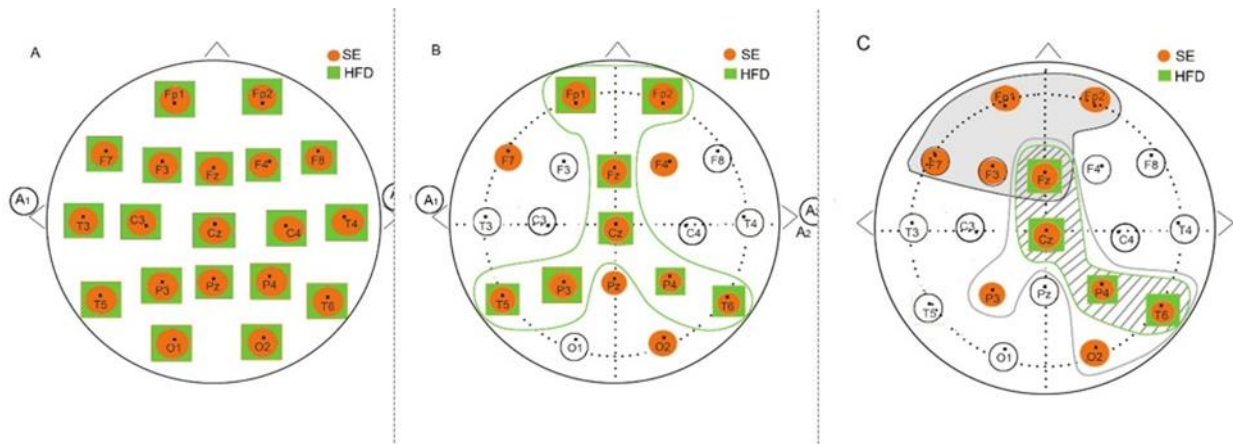 A
SE
HFD
Fp1 Fp2
F7 F3 Fz F4 F8
T3 C3 Cz C4 T4
T5 P3 Pz P4 T6
O1 O2
A
B
SE
HFD
Fp1 Fp2
F7 F3 Fz F4 F8
A1 A2
T3 C3 Cz C4 T4
A2
T5 P3 Pz P4 T6
O1 O2
C
SE
HFD
Fp1 Fp2
F7 F3 Fz F4 F8
T3 C3 Cz C4 T4
T5 P3 Pz P4 T6
O1 O2
A1